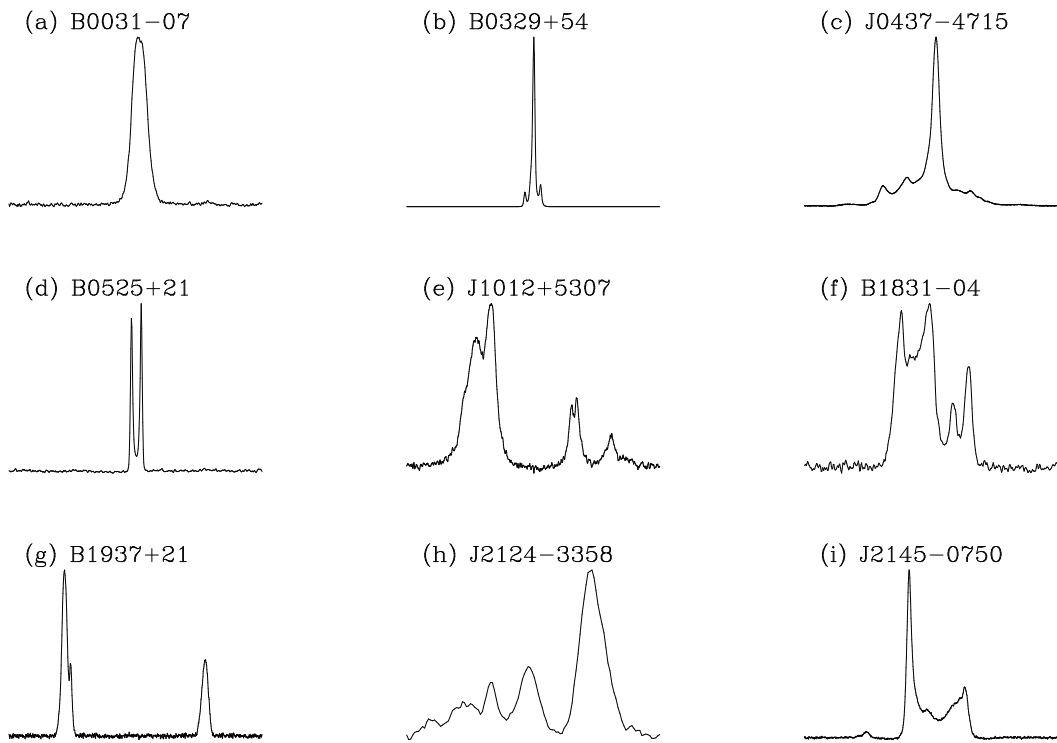 (a) B0031−07
(b) B0329+54
(c) J0437−4715
(d) B0525+21
(e) J1012+5307
(f) B1831−04
(g) B1937+21
(h) J2124−3358
(i) J2145−0750